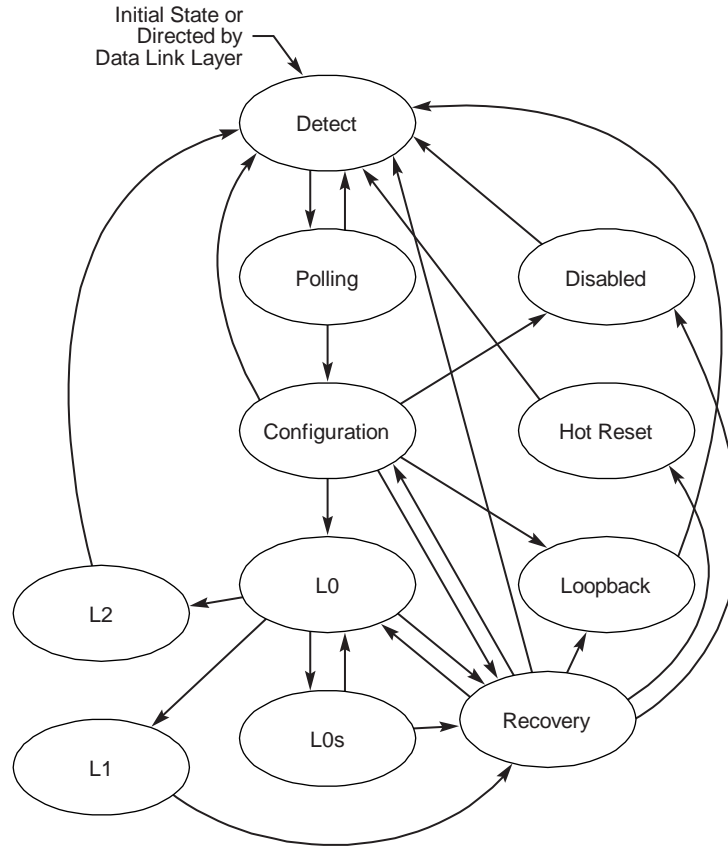 Initial State or
Directed by
Data Link Layer
Detect
Polling
Disabled
Configuration
Hot Reset
L0
Loopback
L2
L0s
Recovery
L1